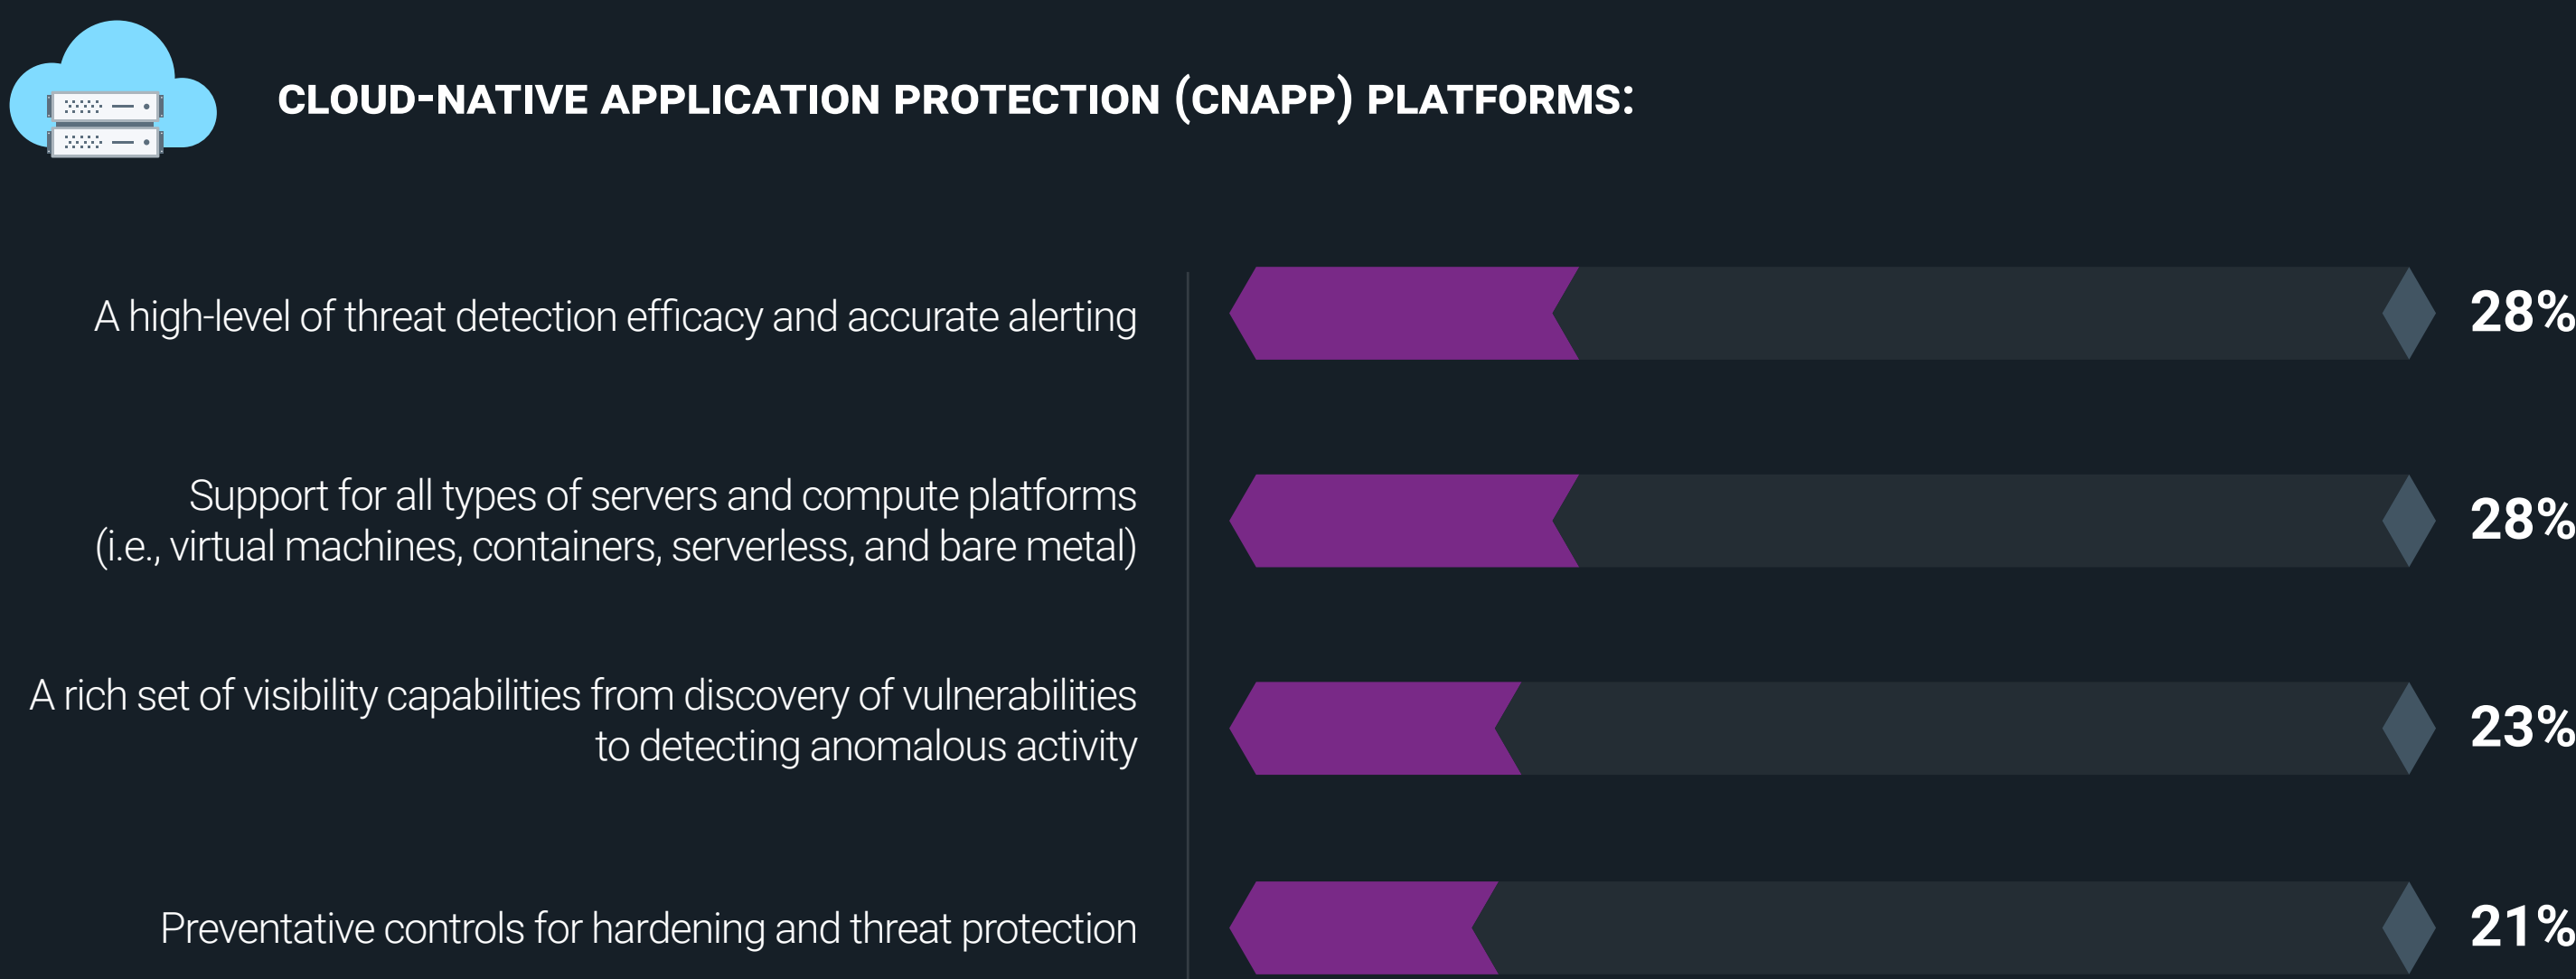 CLOUD-NATIVE APPLICATION PROTECTION (CNAPP) PLATFORMS:
A high-level of threat detection efficacy and accurate alerting
28%
Support for all types of servers and compute platforms
(i.e., virtual machines, containers, serverless, and bare metal)
28%
A rich set of visibility capabilities from discovery of vulnerabilities
to detecting anomalous activity
23%
Preventative controls for hardening and threat protection
21%